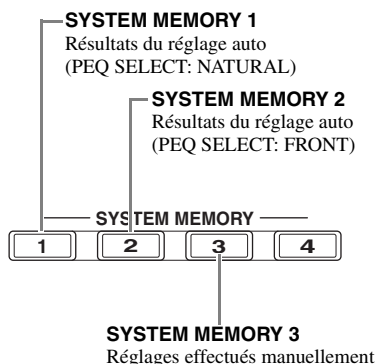 SYSTEM MEMORY 1
Résultats du réglage auto
(PEQ SELECT: NATURAL)
SYSTEM MEMORY 2
Résultats du réglage auto
(PEQ SELECT: FRONT)
SYSTEM MEMORY
1 2 3 4
SYSTEM MEMORY 3
Réglages effectués manuellement